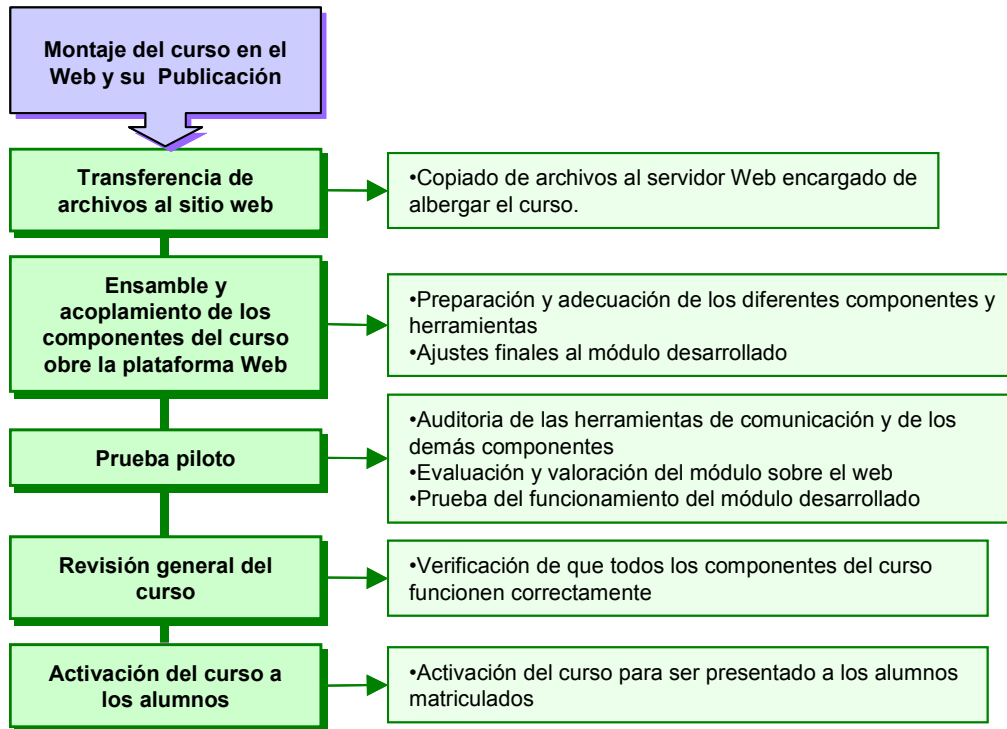 Montaje del curso en el
Web y su Publicación
Transferencia de
archivos al sitio web
•Copiado de archivos al servidor Web encargado de
albergar el curso.
Ensamble y
acoplamiento de los
componentes del curso
obre la plataforma Web
•Preparación y adecuación de los diferentes componentes y
herramientas
•Ajustes finales al módulo desarrollado
Prueba piloto
•Auditoria de las herramientas de comunicación y de los
demás componentes
•Evaluación y valoración del módulo sobre el web
•Prueba del funcionamiento del módulo desarrollado
Revisión general del
curso
•Verificación de que todos los componentes del curso
funcionen correctamente
Activación del curso a
los alumnos
•Activación del curso para ser presentado a los alumnos
matriculados